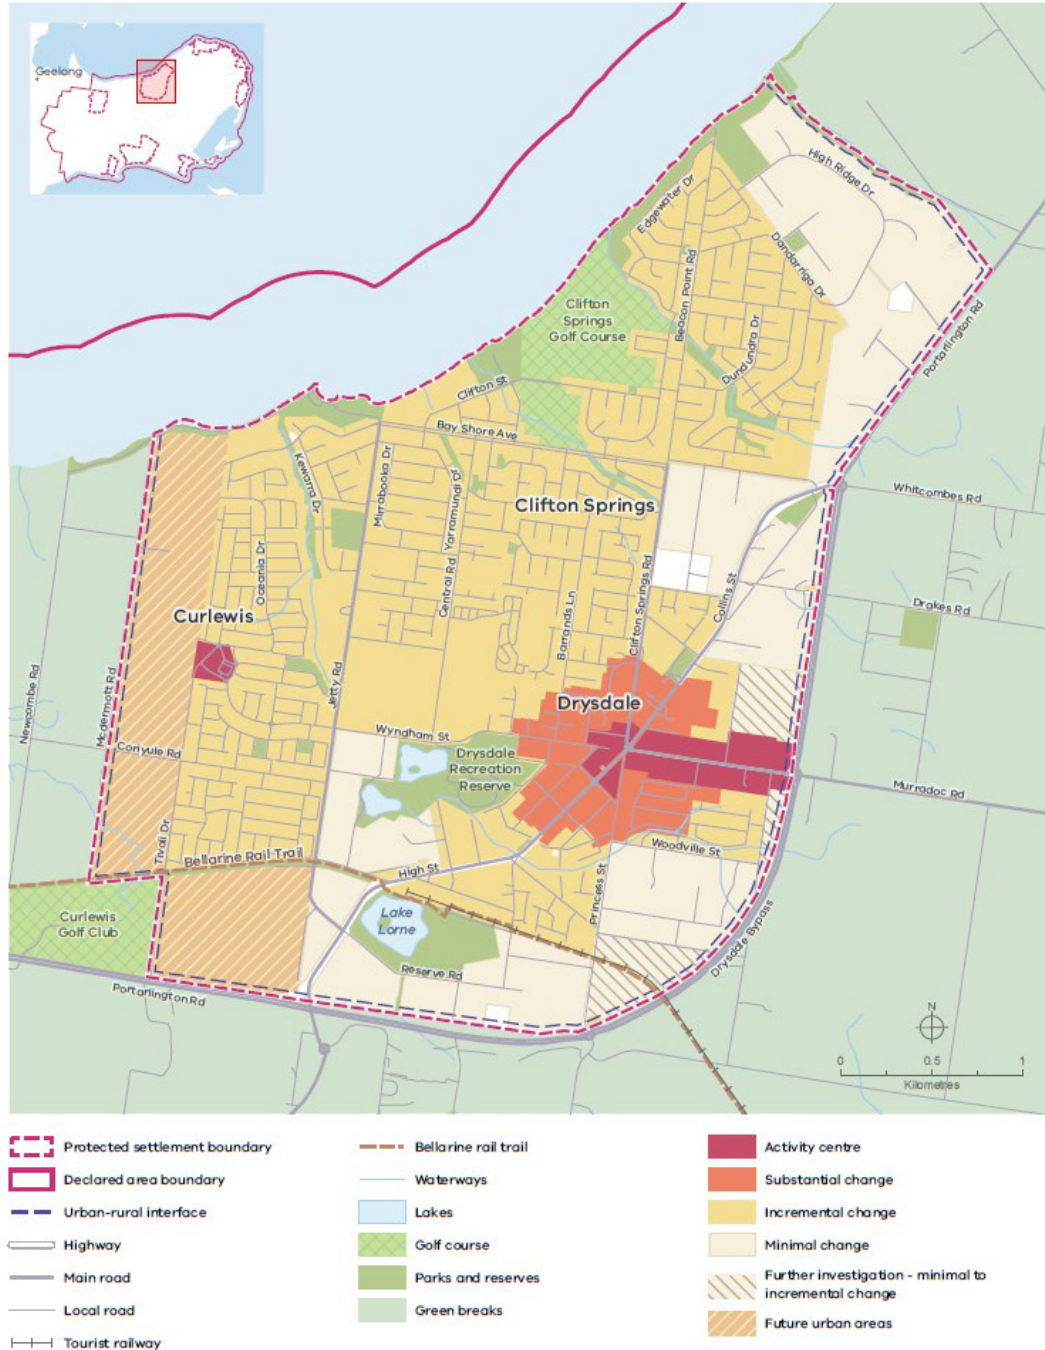 Geelong
High Ridge Dr
Edgewater Dr
Dandarriga Dr
Beacon Point Rd
Clifton
Springs
Golf Course
Portarlington Rd
Dundundra Dr
Clifton St
Bay Shore Ave
Kewarra Dr
Mirrabooka Dr
Yarramundi Dr
Whitcombes Rd
Clifton Springs
Oceania Dr
Central Rd
Barrands Ln
Clifton Springs Rd
Collins St
Drakes Rd
Curlewis
Newcombe Rd
Mcdermott Rd
Jetty Rd
Drysdale
Wyndham St
Coriyule Rd
Drysdale
Recreation
Reserve
Murradoc Rd
Tivoli Dr
Woodville St
Bellarine Rail Trail
High St
Princess St
Curlewis
Golf Club
Lake
Lorne
Drysdale Bypass
Reserve Rd
Portarlington Rd
N
0 0.5 1
Kilometres
Protected settlement boundary
Declared area boundary
Urban-rural interface
Highway
Main road
Local road
Tourist railway
Bellarine rail trail
Waterways
Lakes
Golf course
Parks and reserves
Green breaks
Activity centre
Substantial change
Incremental change
Minimal change
Further investigation - minimal to
incremental change
Future urban areas